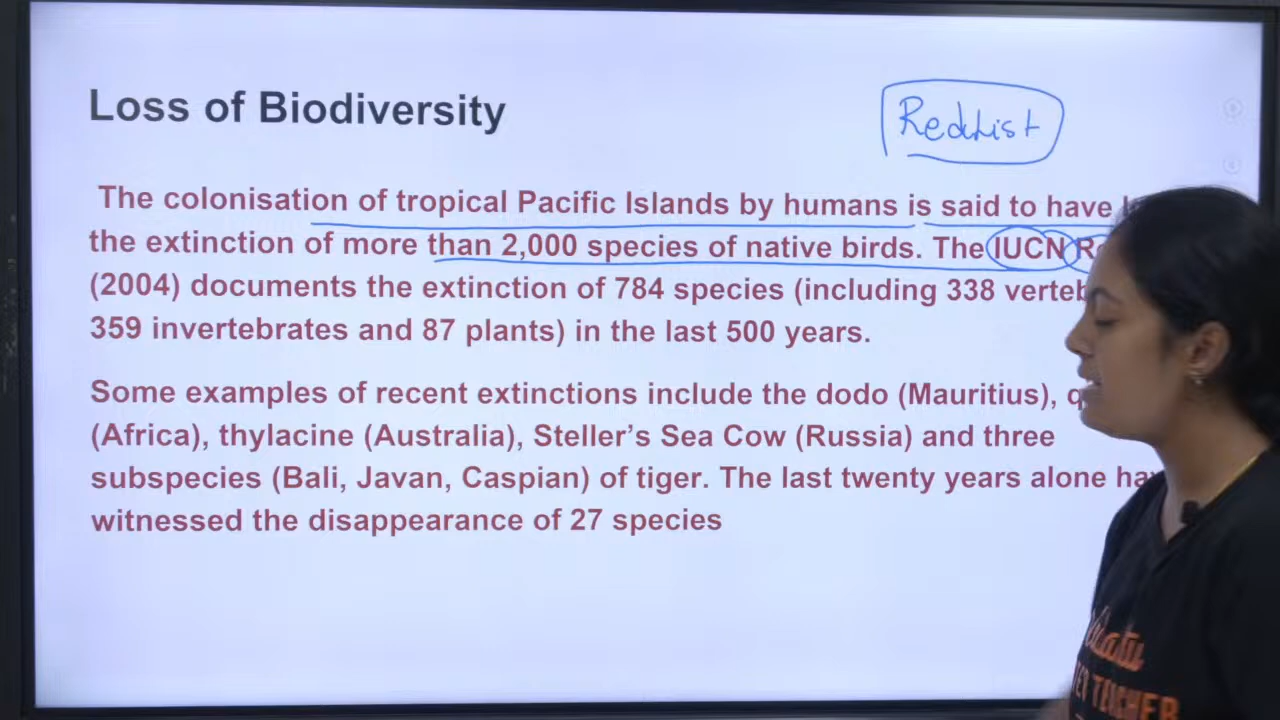 Loss of Biodiversity
Red List
The colonisation of tropical Pacific Islands by humans is said to have
the extinction of more than 2,000 species of native birds. The IUCN
(2004) documents the extinction of 784 species (including 338
359 invertebrates and 87 plants) in the last 500 years.
Some examples of recent extinctions include the dodo (Mauritius),
(Africa), thylacine (Australia), Steller's Sea Cow (Russia) and three
subspecies (Bali, Javan, Caspian) of tiger. The last twenty years alone
witnessed the disappearance of 27 species